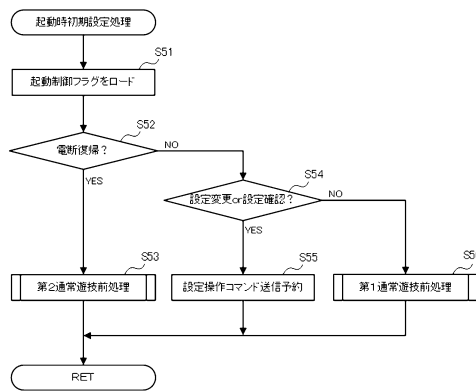 起動時初期設定処理
S51
起動制御フラグをロード
S52
電断復帰？
NO
YES
S54
設定変更or設定確認？
NO
YES
S53
第2通常遊技前処理
S55
設定操作コマンド送信予約
第1通常遊技前処理
RET